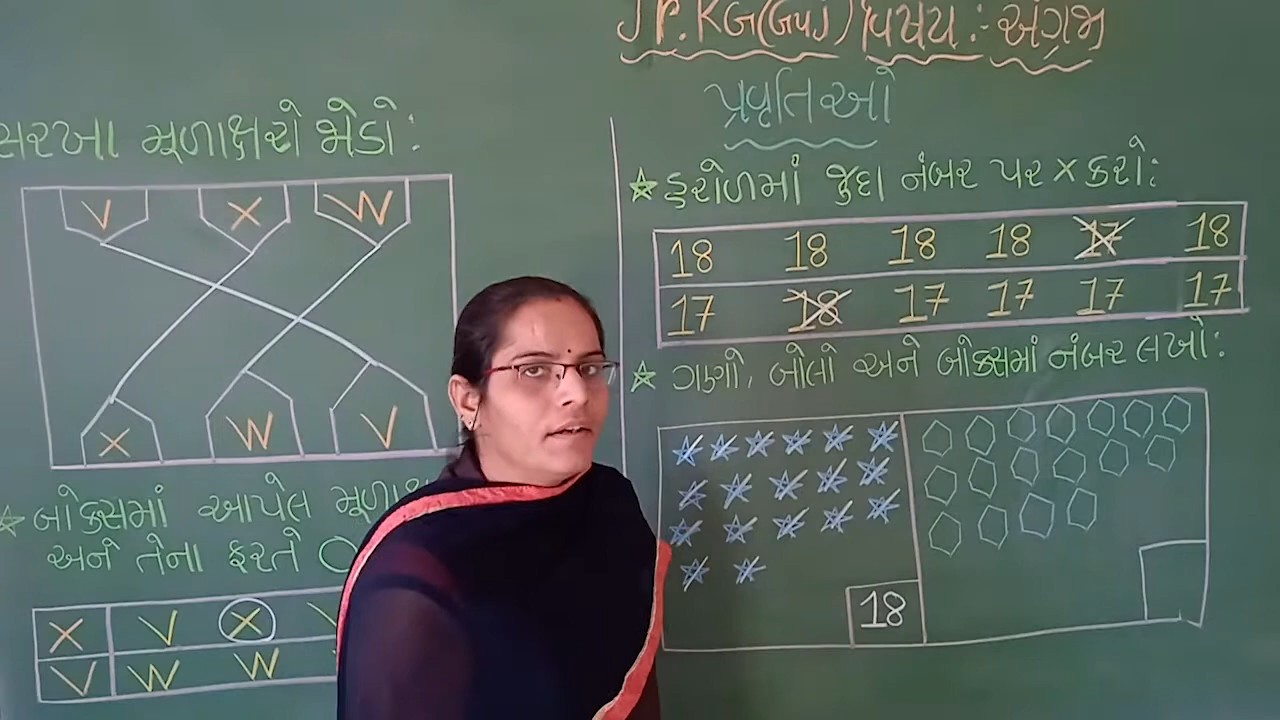 Jr. KG (Guj) વિષય :- અંગ્રેજી
પ્રવૃતિઓ
સરખા મૂળાક્ષરો જોડો :
V X W
X W V
બોક્સમાં આપેલ
અને તેના ફરતે ○
X V X
V W W
હરોળમાં જુદા નંબર પર × કરો :
18 18 18 18 17 18
17 18 17 17 17 17
ગણો, બોલો અને બોક્સમાં નંબર લખો :
18